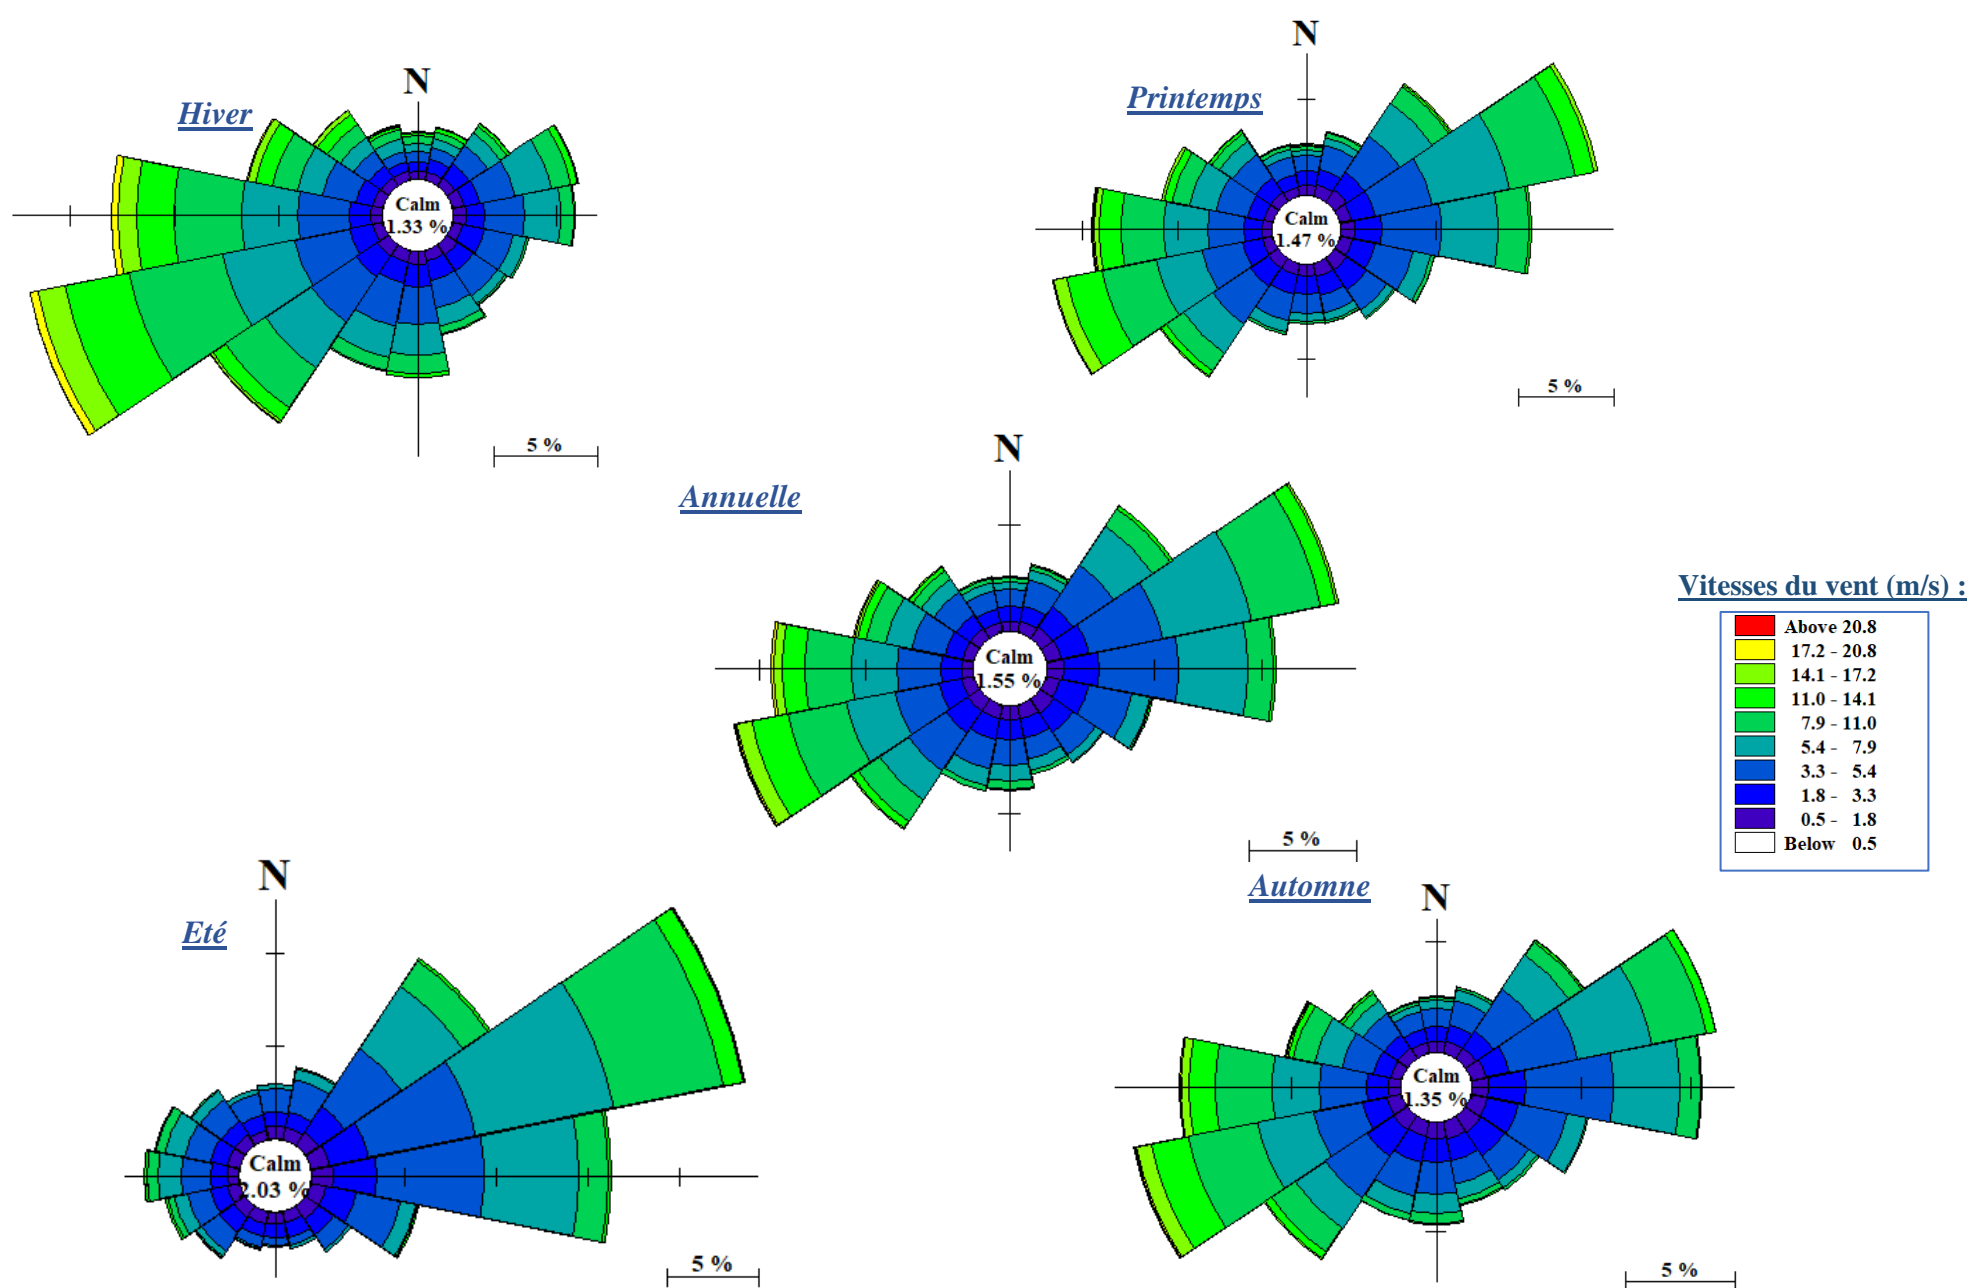 N
Printemps
N
Hiver
Calm
1.33 %
Calm
1.47 %
5 %
5 %
N
Annuelle
Calm
1.55 %
5 %
Vitesses du vent (m/s) :
Above 20.8
17.2 - 20.8
14.1 - 17.2
11.0 - 14.1
7.9 - 11.0
5.4 - 7.9
3.3 - 5.4
1.8 - 3.3
0.5 - 1.8
Below 0.5
N
Eté
Calm
2.03 %
5 %
Automne
N
Calm
1.35 %
5 %